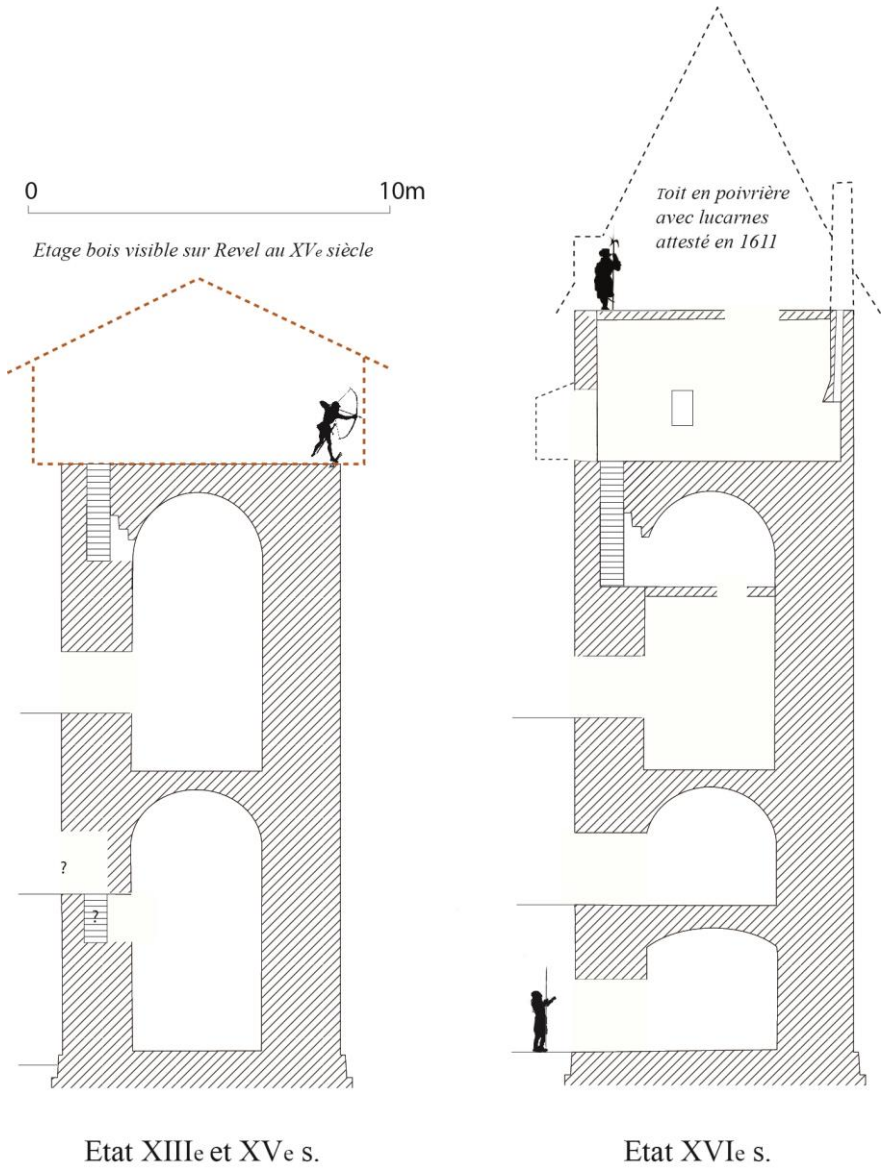 0 10m
Etage bois visible sur Revel au XVe siècle
?
?
Etat XIIIe et XVe s.
Toit en poivrière
avec lucarnes
attesté en 1611
Etat XVIe s.